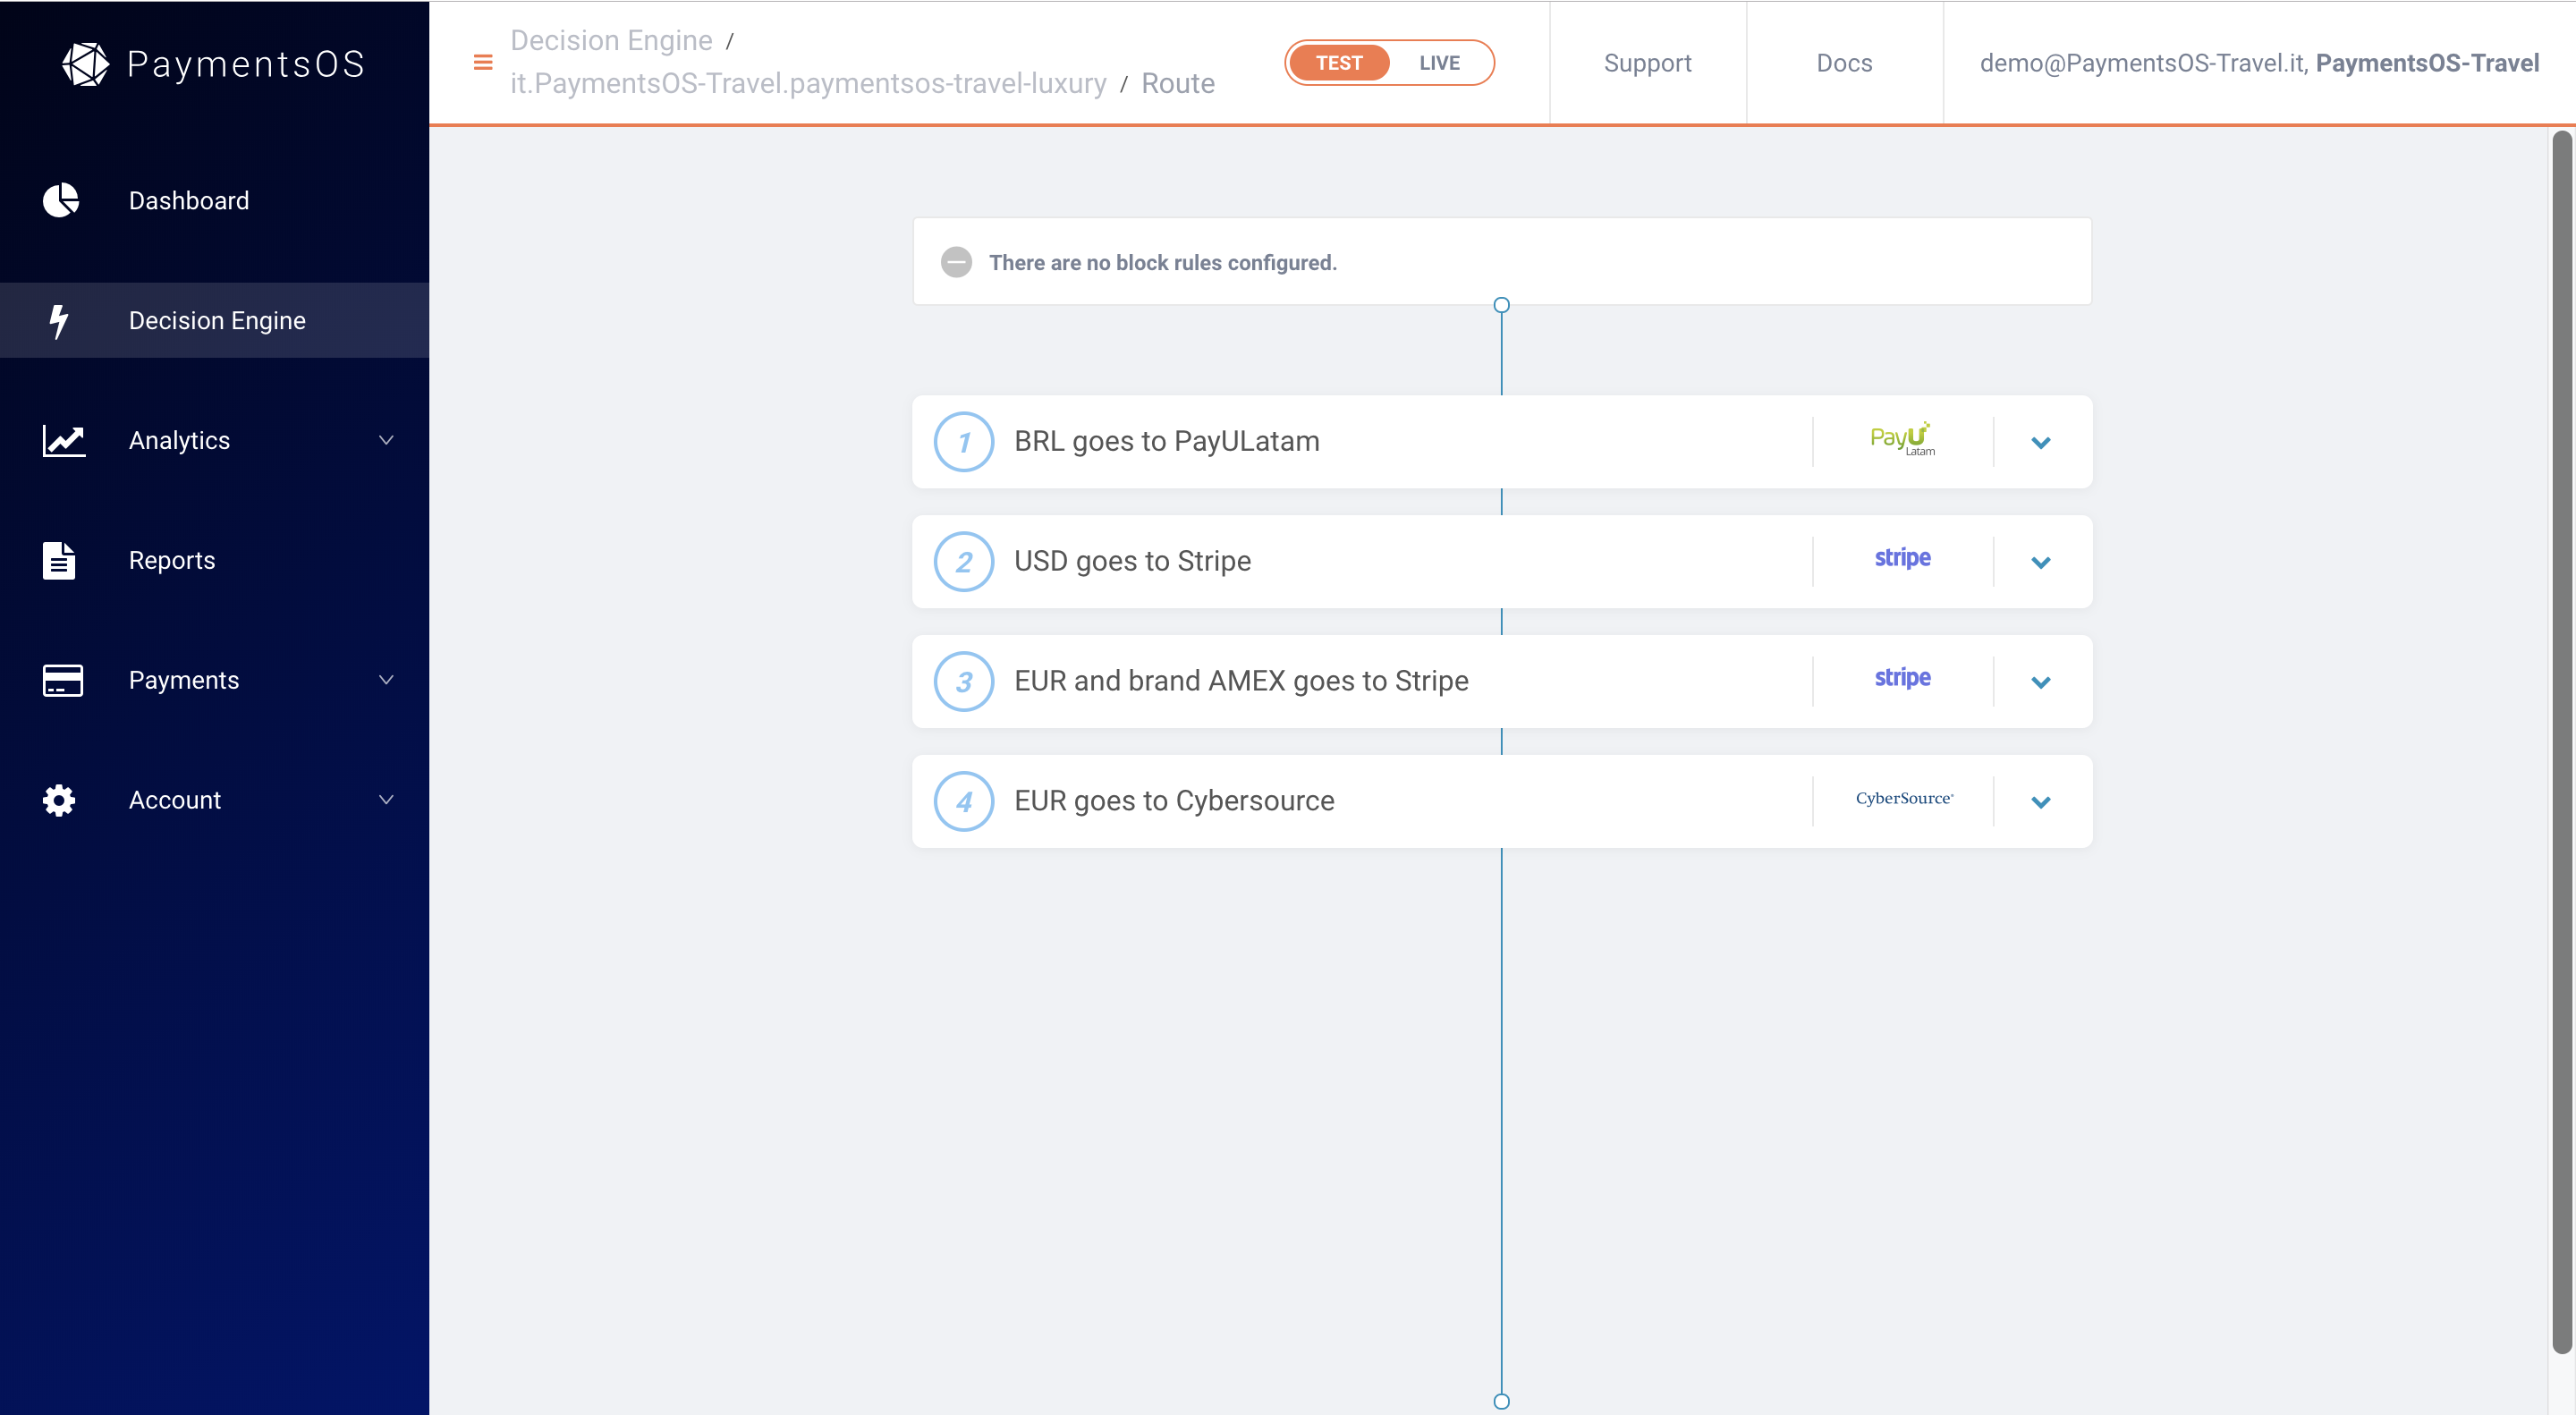 PaymentsOS
Decision Engine /
it.PaymentsOS-Travel.paymentsos-travel-luxury / Route
TEST LIVE
Support
Docs
demo@PaymentsOS-Travel.it, PaymentsOS-Travel
Dashboard
Decision Engine
Analytics
Reports
Payments
Account
There are no block rules configured.
1 BRL goes to PayULatam PayU Latam
2 USD goes to Stripe stripe
3 EUR and brand AMEX goes to Stripe stripe
4 EUR goes to Cybersource CyberSource